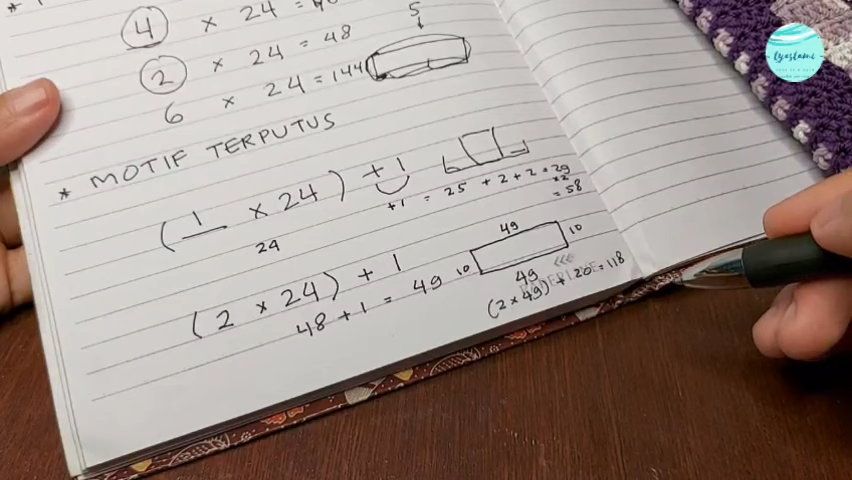 4 × 24 =
5
2 × 24 = 48
6 × 24 = 144
* MOTIF TERPUTUS
(1 × 24) + 1
24
+1 = 25 + 2 + 2 = 29
×2
= 58
(2 × 24) + 1
48 + 1 = 49
49
10
10
49
(2 × 49) + 20 = 118